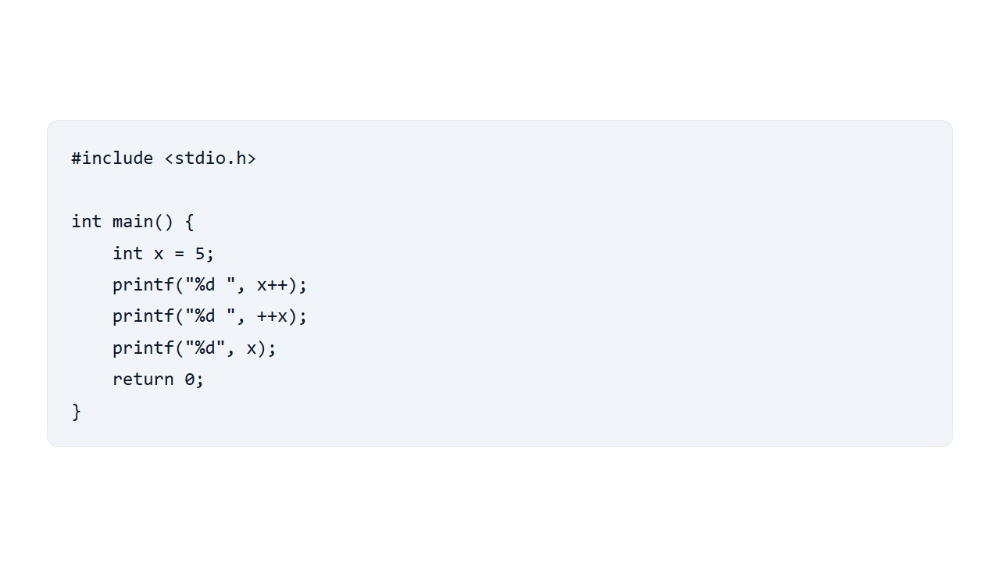 #include <stdio.h>

int main() {
    int x = 5;
    printf("%d ", x++);
    printf("%d ", ++x);
    printf("%d", x);
    return 0;
}